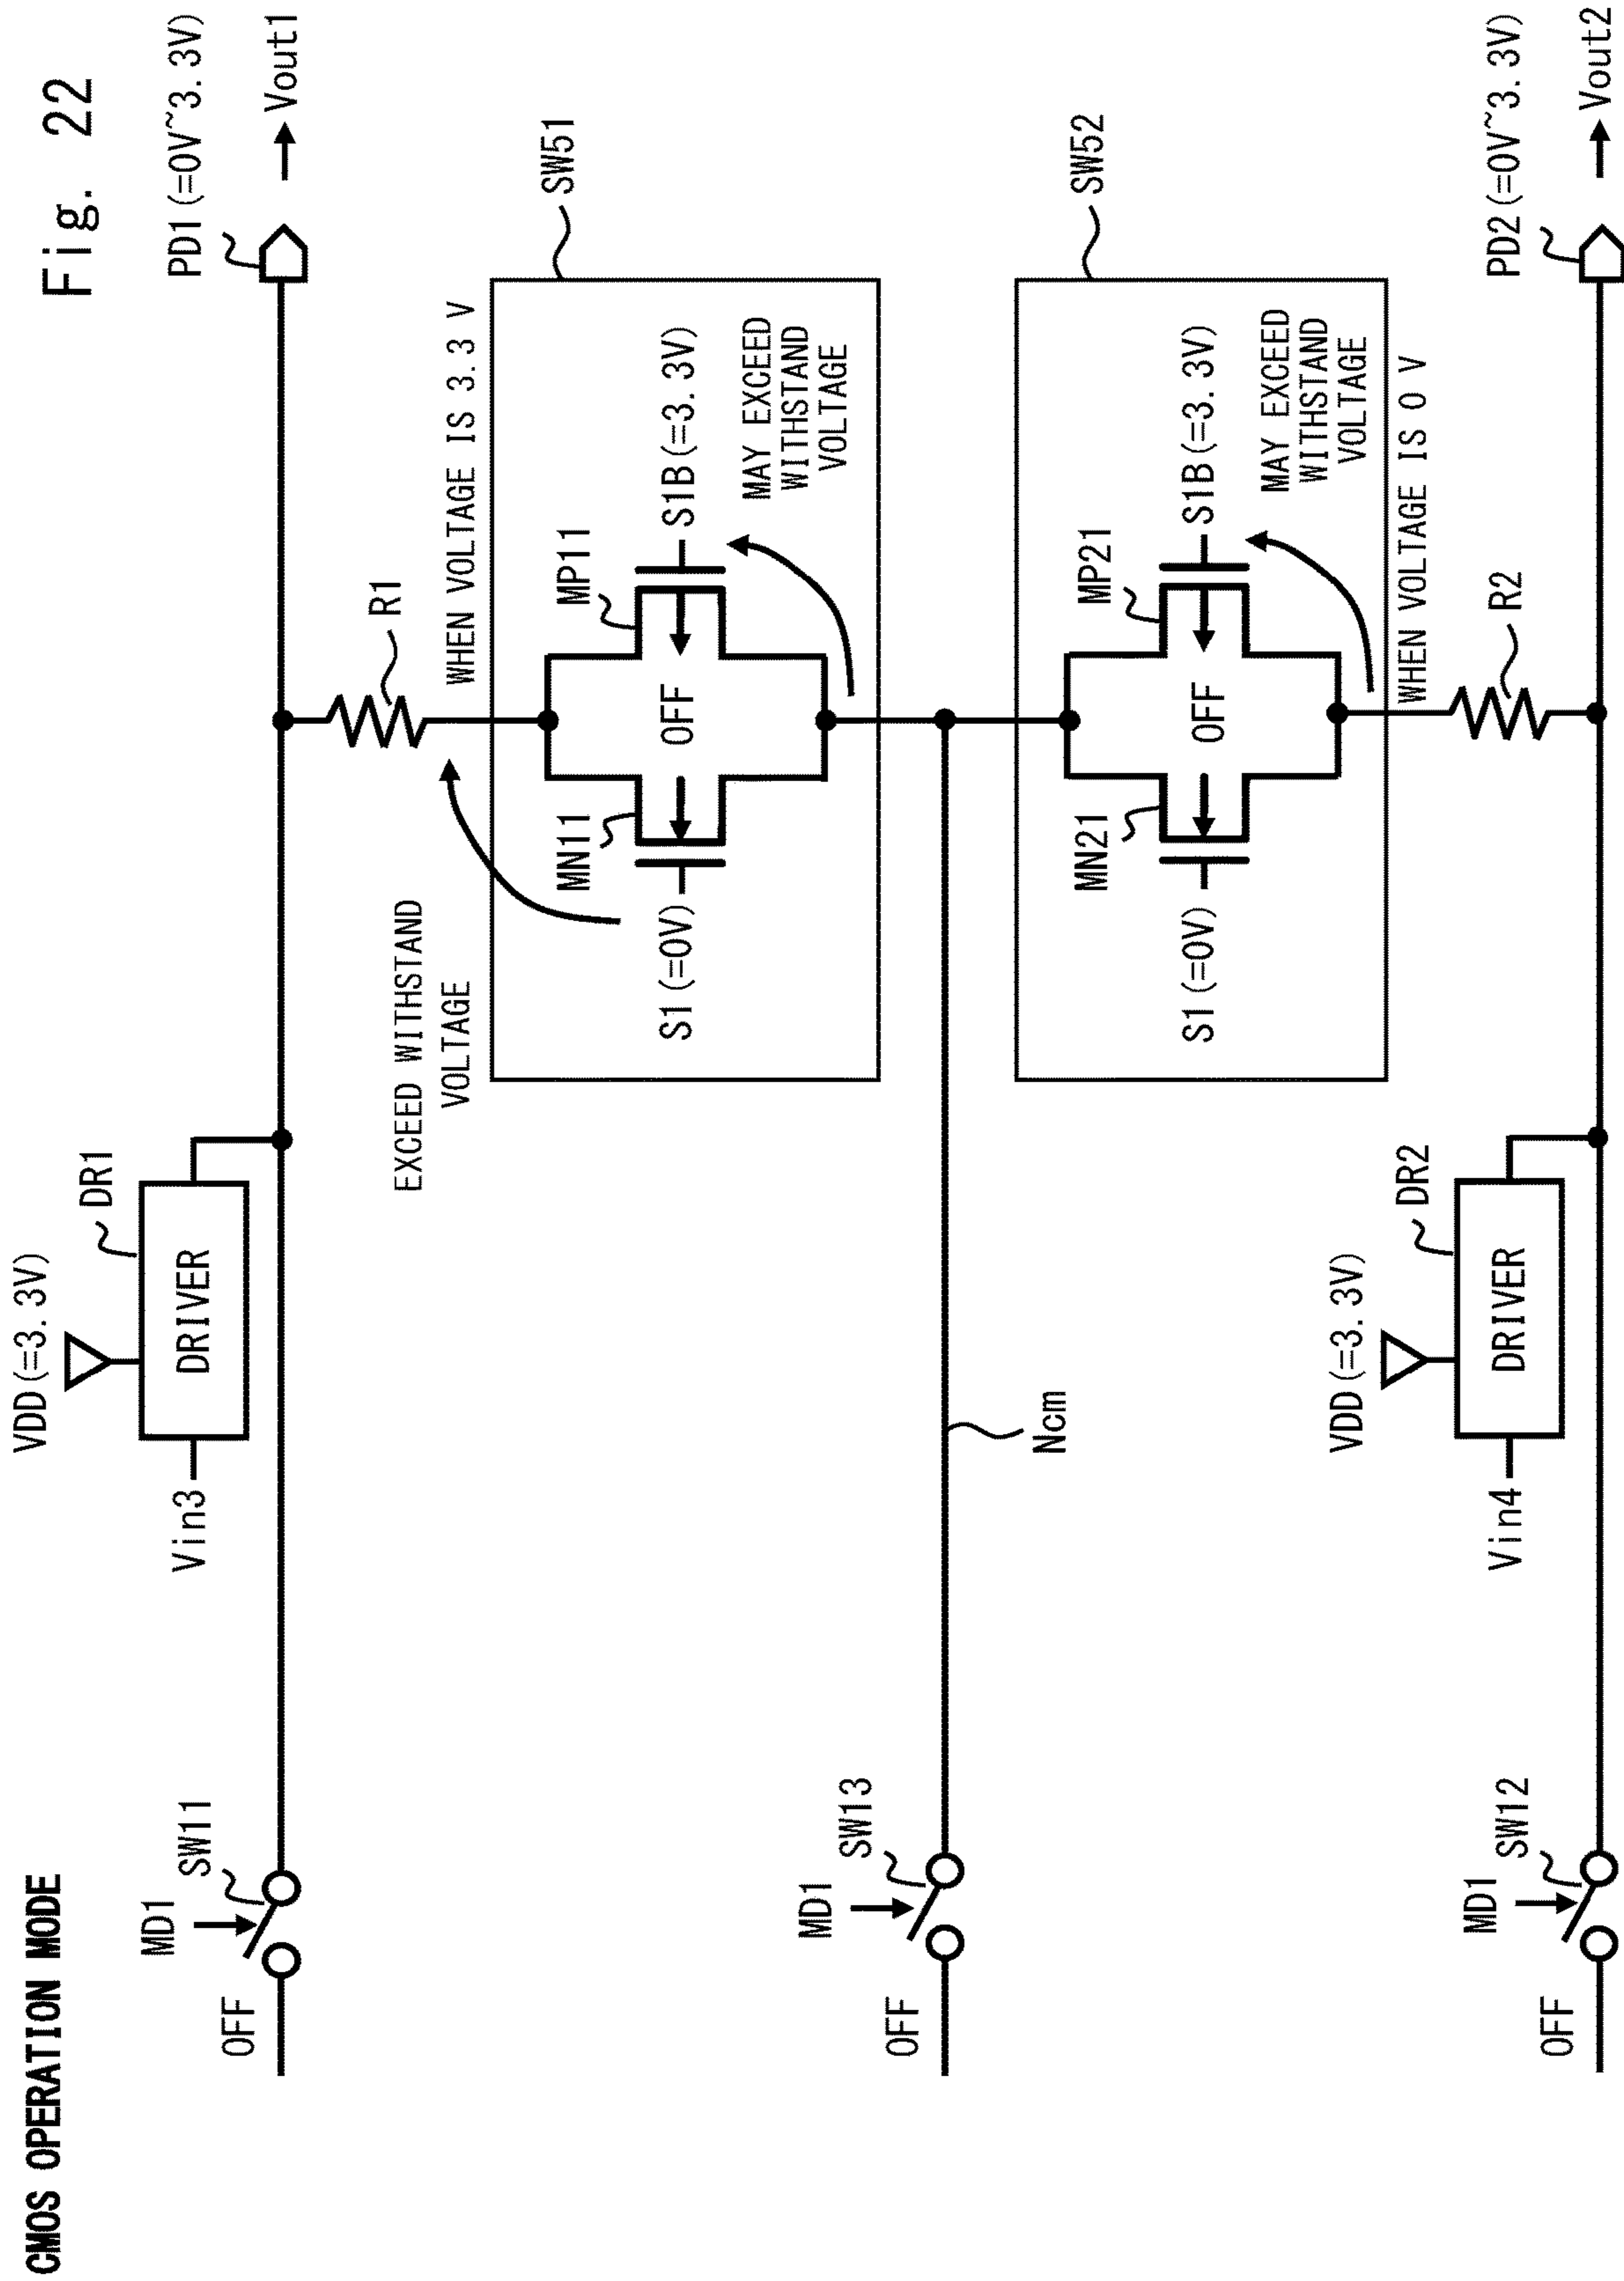 Fig. 22
CMOS OPERATION MODE
VDD (=3. 3V)
DR1
DRIVER
Vin3
PD1 (=0V~3. 3V)
Vout1
MD1
SW11
OFF
R1
EXCEED WITHSTAND
VOLTAGE
WHEN VOLTAGE IS 3. 3 V
SW51
MN11
MP11
S1 (=0V)
OFF
S1B (=3. 3V)
MAY EXCEED
WITHSTAND
VOLTAGE
MD1
SW13
OFF
Ncm
SW52
MN21
MP21
S1 (=0V)
OFF
S1B (=3. 3V)
MAY EXCEED
WITHSTAND
VOLTAGE
WHEN VOLTAGE IS 0 V
R2
VDD (=3. 3V)
DR2
DRIVER
Vin4
PD2 (=0V~3. 3V)
Vout2
MD1
SW12
OFF